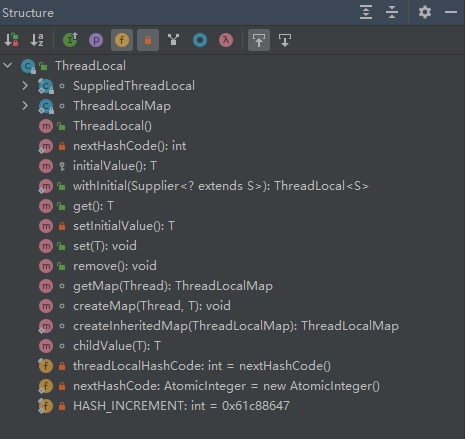 Structure
ThreadLocal
SuppliedThreadLocal
ThreadLocalMap
ThreadLocal()
nextHashCode(): int
initialValue(): T
withInitial(Supplier<? extends S>): ThreadLocal<S>
get(): T
setInitialValue(): T
set(T): void
remove(): void
getMap(Thread): ThreadLocalMap
createMap(Thread, T): void
createInheritedMap(ThreadLocalMap): ThreadLocalMap
childValue(T): T
threadLocalHashCode: int = nextHashCode()
nextHashCode: AtomicInteger = new AtomicInteger()
HASH_INCREMENT: int = 0x61c88647